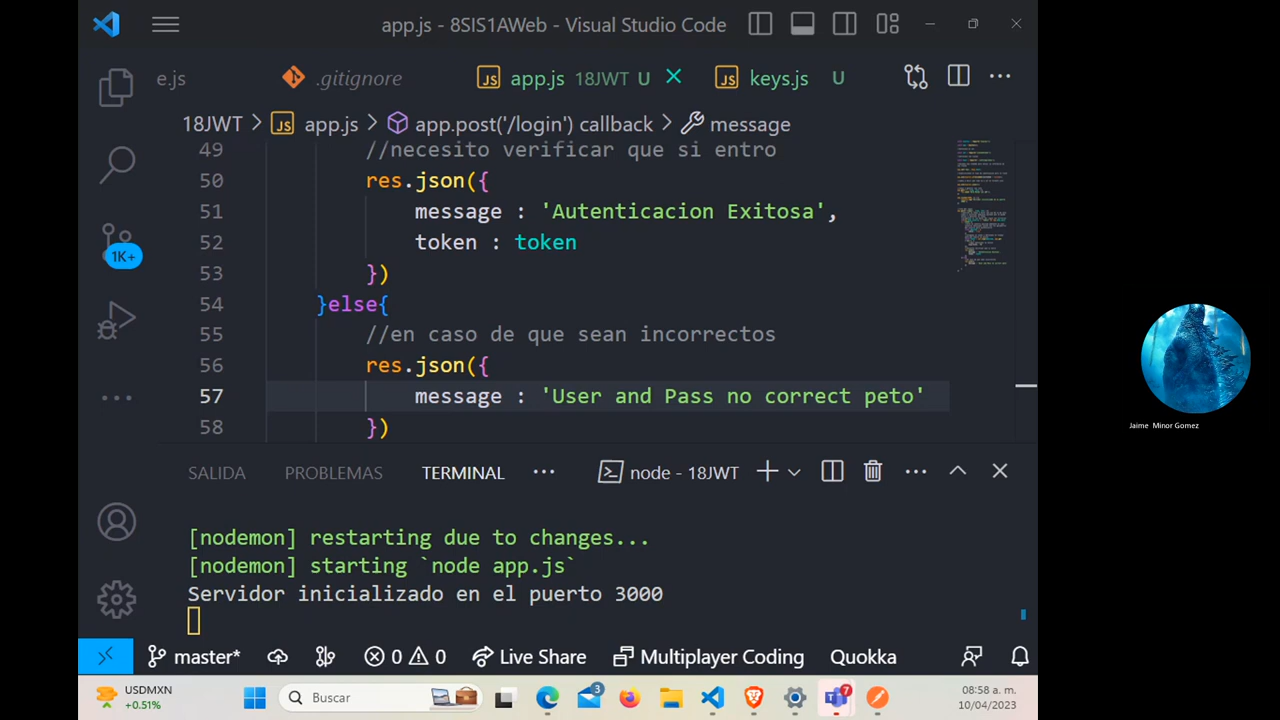 app.js - 8SIS1AWeb - Visual Studio Code
e.js
.gitignore
JS app.js 18JWT U
JS keys.js U
18JWT > JS app.js > app.post('/login') callback > message
49 //necesito verificar que si entro
50 res.json({
51 message : 'Autenticacion Exitosa',
52 token : token
53 })
54 }else{
55 //en caso de que sean incorrectos
56 res.json({
57 message : 'User and Pass no correct peto'
58 })
1K+
SALIDA PROBLEMAS TERMINAL ··· node - 18JWT
[nodemon] restarting due to changes...
[nodemon] starting `node app.js`
Servidor inicializado en el puerto 3000
master* 0 0 Live Share Multiplayer Coding Quokka
USDMXN
+0.51%
Buscar
3
7
08:58 a. m.
10/04/2023
Jaime Minor Gomez